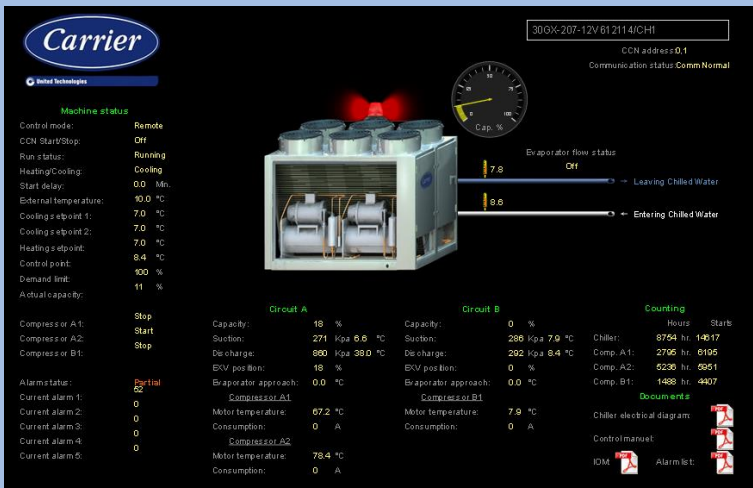 Carrier
United Technologies
30GX-207-12V 612114/CH1
CCN address:0,1
Communication status:Comm Normal
Machine status
Control mode: Remote
CCN Start/Stop: Off
Run status: Running
Heating/Cooling: Cooling
Start delay: 0.0 Min.
External temperature: 10.0 °C
Cooling setpoint 1: 7.0 °C
Cooling setpoint 2: 7.0 °C
Heating setpoint: 7.0 °C
Control point: 8.4 °C
Demand limit: 100 %
Actual capacity: 11 %
Compressor A1: Stop
Compressor A2: Start
Compressor B1: Stop
Alarm status: Partial
Current alarm 1: 52
Current alarm 2: 0
Current alarm 3: 0
Current alarm 4: 0
Current alarm 5: 0
0 25 50 75 100
Cap. %
Carrier
Evaporator flow status
Off
7.8
→ Leaving Chilled Water
8.6
← Entering Chilled Water
Circuit A
Capacity: 18 %
Suction: 271 Kpa 6.6 °C
Discharge: 860 Kpa 38.0 °C
EXV position: 18 %
Evaporator approach: 0.0 °C
Compressor A1
Motor temperature: 67.2 °C
Consumption: 0 A
Compressor A2
Motor temperature: 78.4 °C
Consumption: 0 A
Circuit B
Capacity: 0 %
Suction: 286 Kpa 7.9 °C
Discharge: 292 Kpa 8.4 °C
EXV position: 0 %
Evaporator approach: 0.0 °C
Compressor B1
Motor temperature: 7.9 °C
Consumption: 0 A
Counting
Hours Starts
Chiller: 8754 hr. 14617
Comp. A1: 2795 hr. 6195
Comp. A2: 5236 hr. 5951
Comp. B1: 1488 hr. 4407
Documents
Chiller electrical diagram: PDF
Control manuel: PDF
IOM: PDF Alarm list: PDF